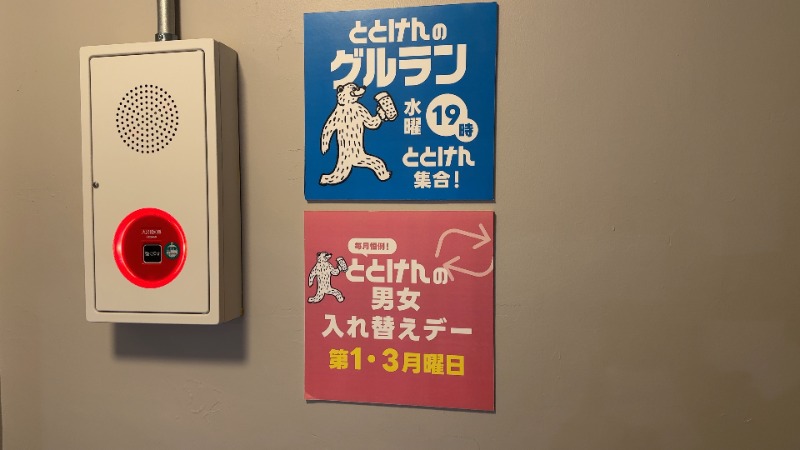 ととけんの
グルラン
水曜
19時
ととけん
集合!
毎月恒例!
ととけんの
男女
入れ替えデー
第1・3月曜日